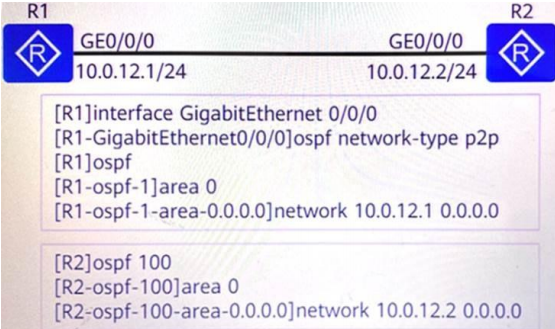 R1
R2
GE0/0/0
GE0/0/0
R
R
10.0.12.1/24
10.0.12.2/24
[R1]interface GigabitEthernet 0/0/0
[R1-GigabitEthernet0/0/0]ospf network-type p2p
[R1]ospf
[R1-ospf-1]area 0
[R1-ospf-1-area-0.0.0.0]network 10.0.12.1 0.0.0.0
[R2]ospf 100
[R2-ospf-100]area 0
[R2-ospf-100-area-0.0.0.0]network 10.0.12.2 0.0.0.0